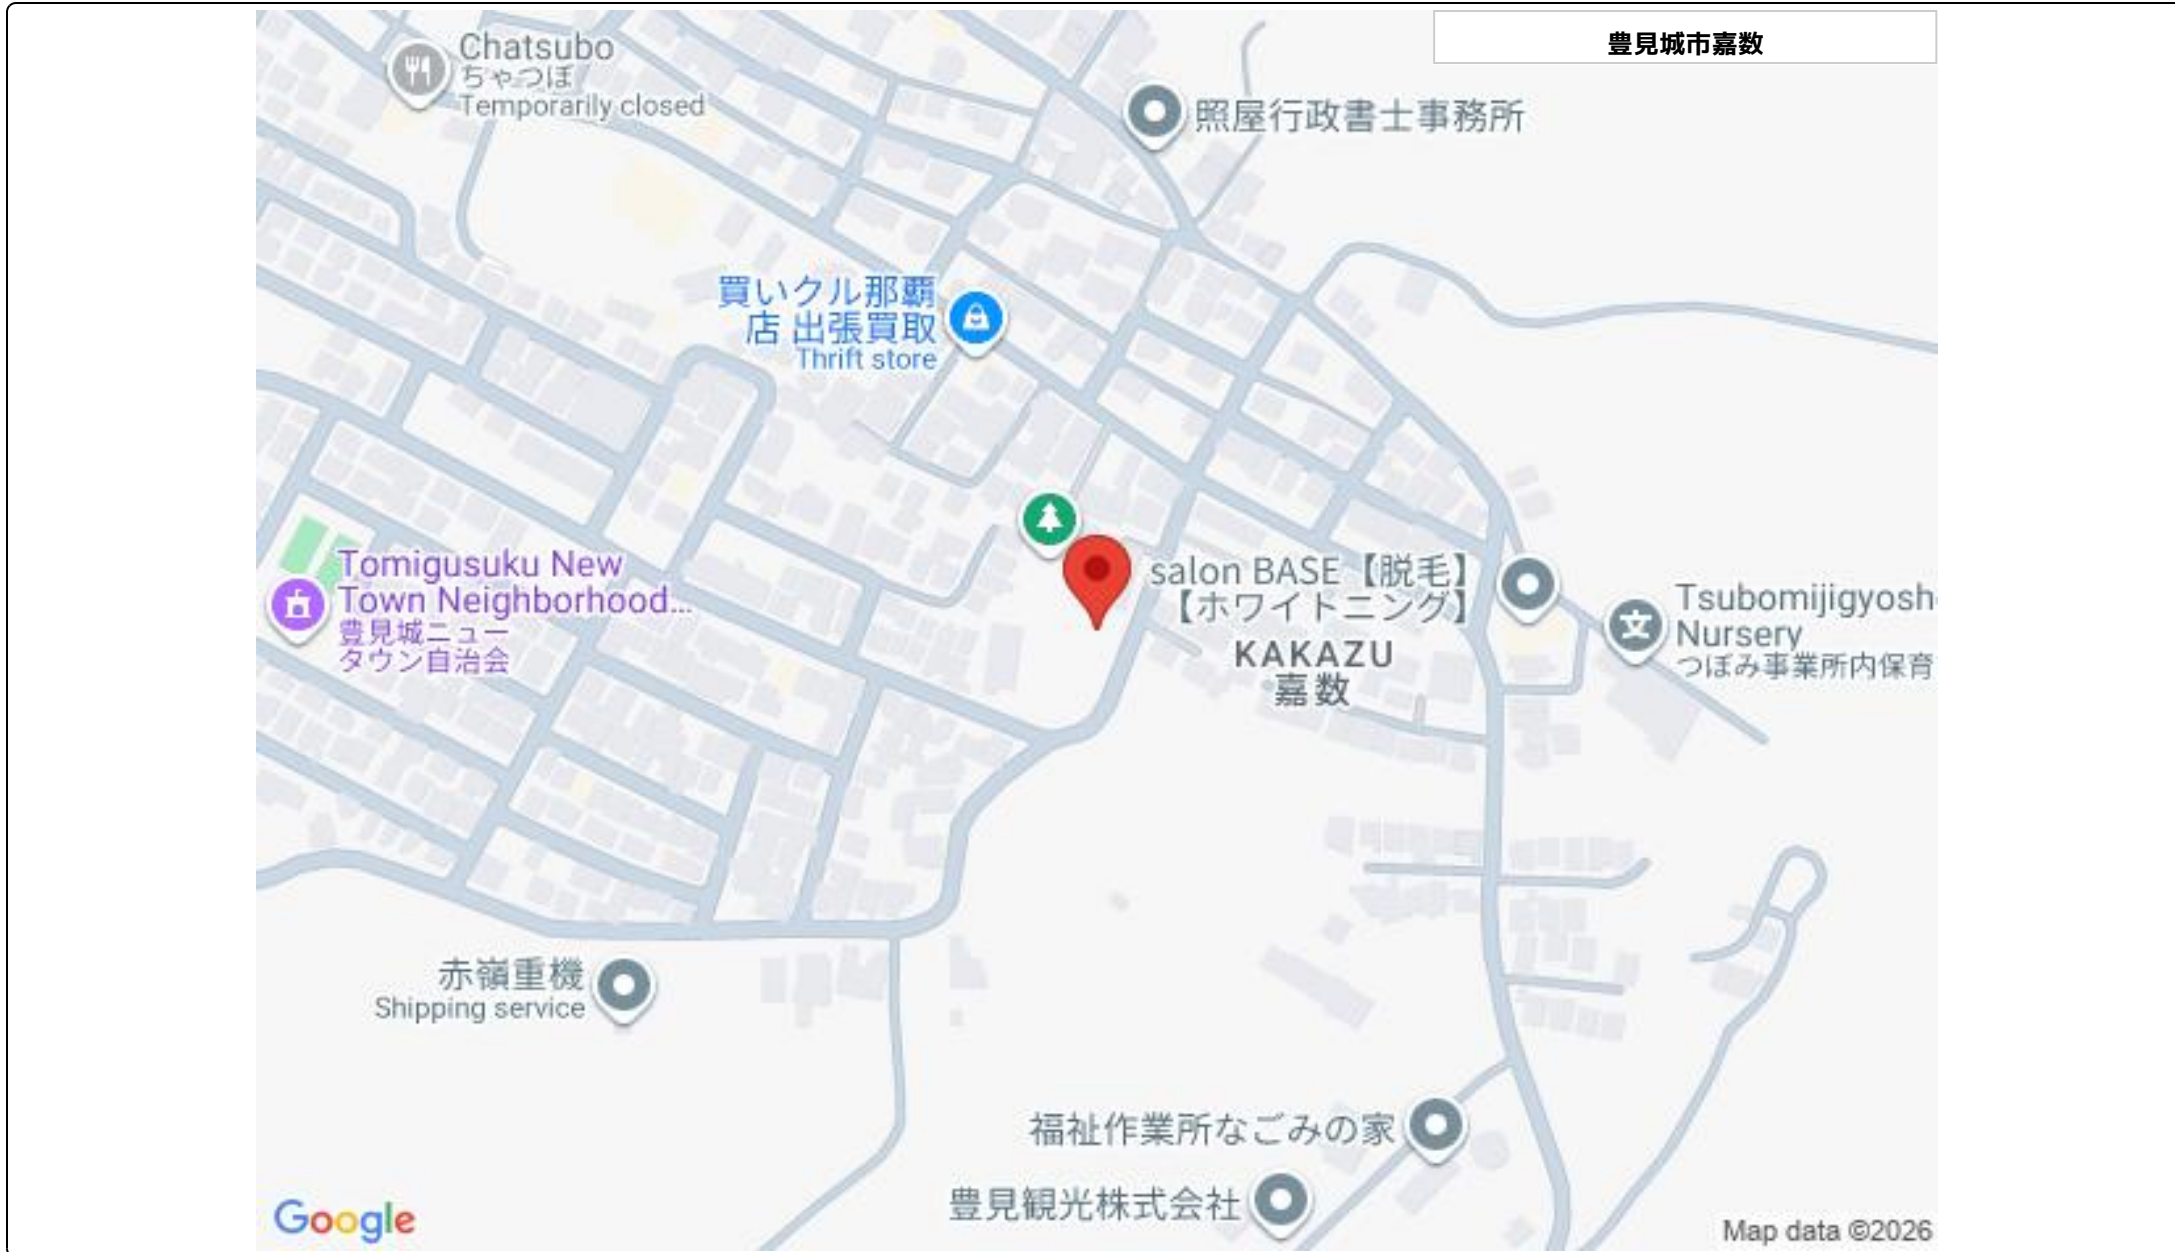 豊見城市嘉数
Chatsubo
ちゃつぼ
Temporarily closed
照屋行政書士事務所
買いクル那覇
店 出張買取
Thrift store
Tomigusuku New
Town Neighborhood...
豊見城ニュー
タウン自治会
salon BASE【脱毛】
【ホワイトニング】
KAKAZU
嘉数
Tsubomijigyosh
Nursery
つぼみ事業所内保育
赤嶺重機
Shipping service
福祉作業所なごみの家
豊見観光株式会社
Google
Map data ©2026